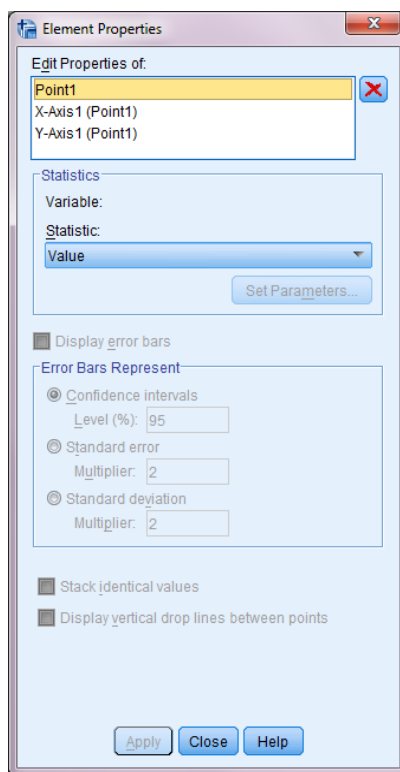 Element Properties
Edit Properties of:
Point1
X-Axis1 (Point1)
Y-Axis1 (Point1)
Statistics
Variable:
Statistic:
Value
Set Parameters...
Display error bars
Error Bars Represent
Confidence intervals
Level (%): 95
Standard error
Multiplier: 2
Standard deviation
Multiplier: 2
Stack identical values
Display vertical drop lines between points
Apply Close Help